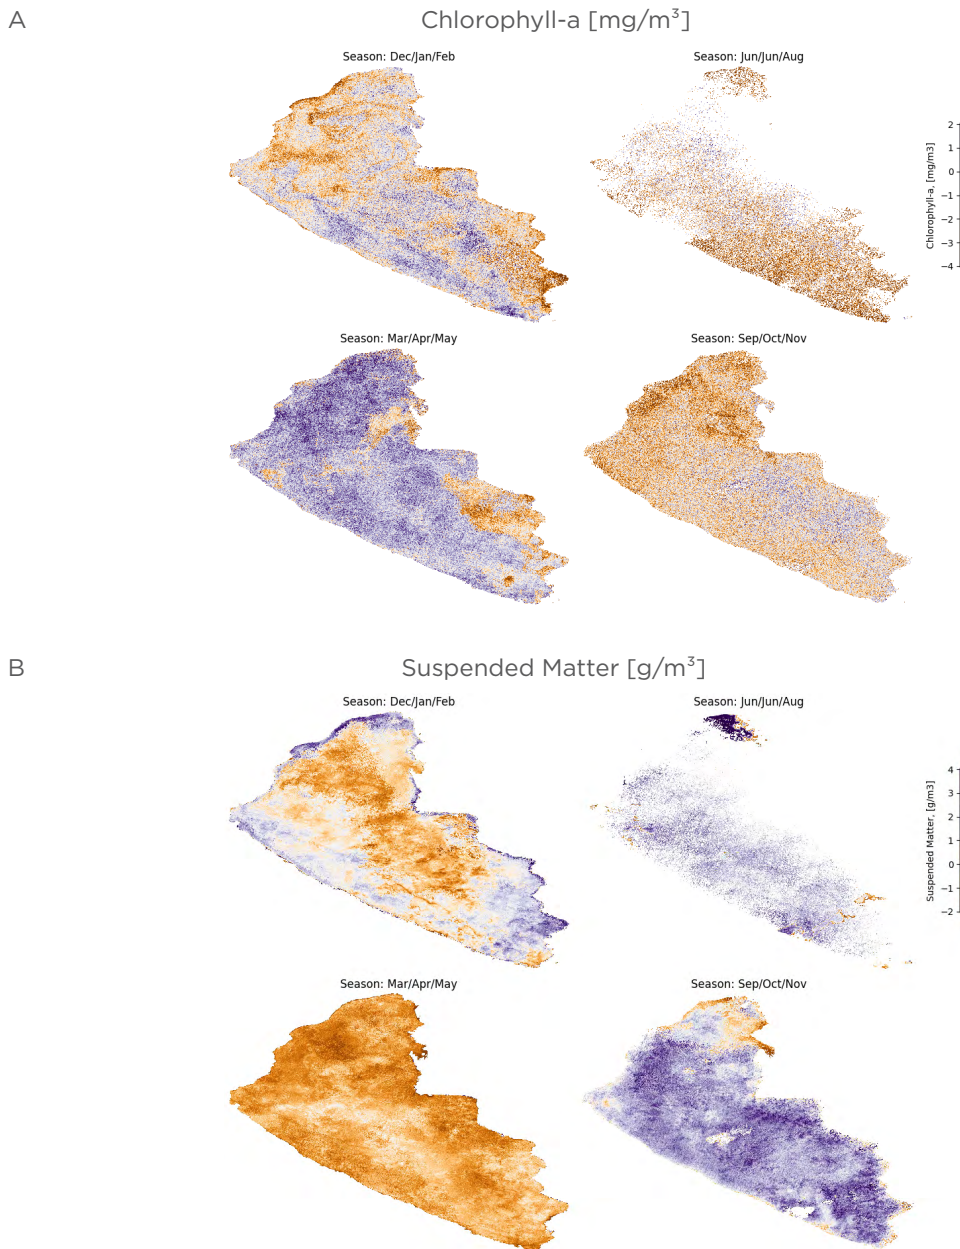 A
Chlorophyll-a [mg/m³]
Season: Dec/Jan/Feb
Season: Jun/Jun/Aug
2
1
0
−1
−2
−3
−4
Chlorophyll-a, [mg/m3]
Season: Mar/Apr/May
Season: Sep/Oct/Nov
B
Suspended Matter [g/m³]
Season: Dec/Jan/Feb
Season: Jun/Jun/Aug
4
3
2
1
0
−1
−2
Suspended Matter, [g/m3]
Season: Mar/Apr/May
Season: Sep/Oct/Nov